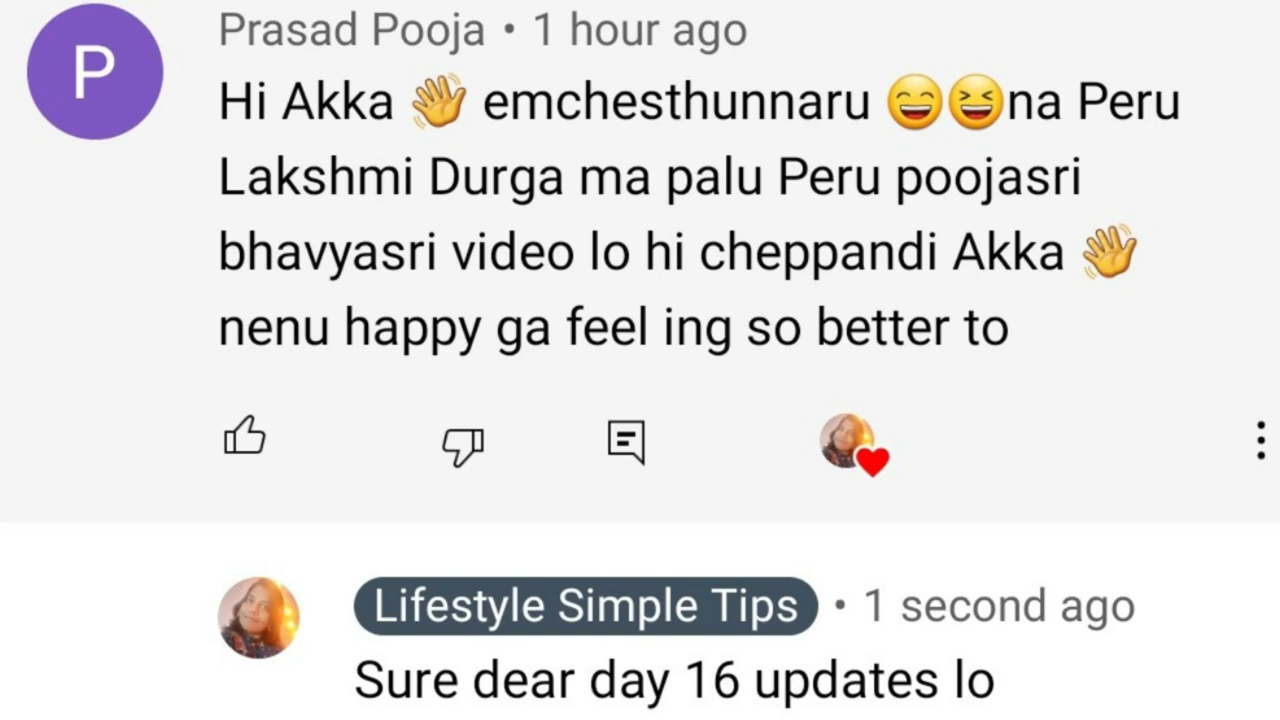 P
Prasad Pooja • 1 hour ago
Hi Akka 👋 emchesthunnaru 😄😆na Peru
Lakshmi Durga ma palu Peru poojasri
bhavyasri video lo hi cheppandi Akka 👋
nenu happy ga feel ing so better to
Lifestyle Simple Tips • 1 second ago
Sure dear day 16 updates lo